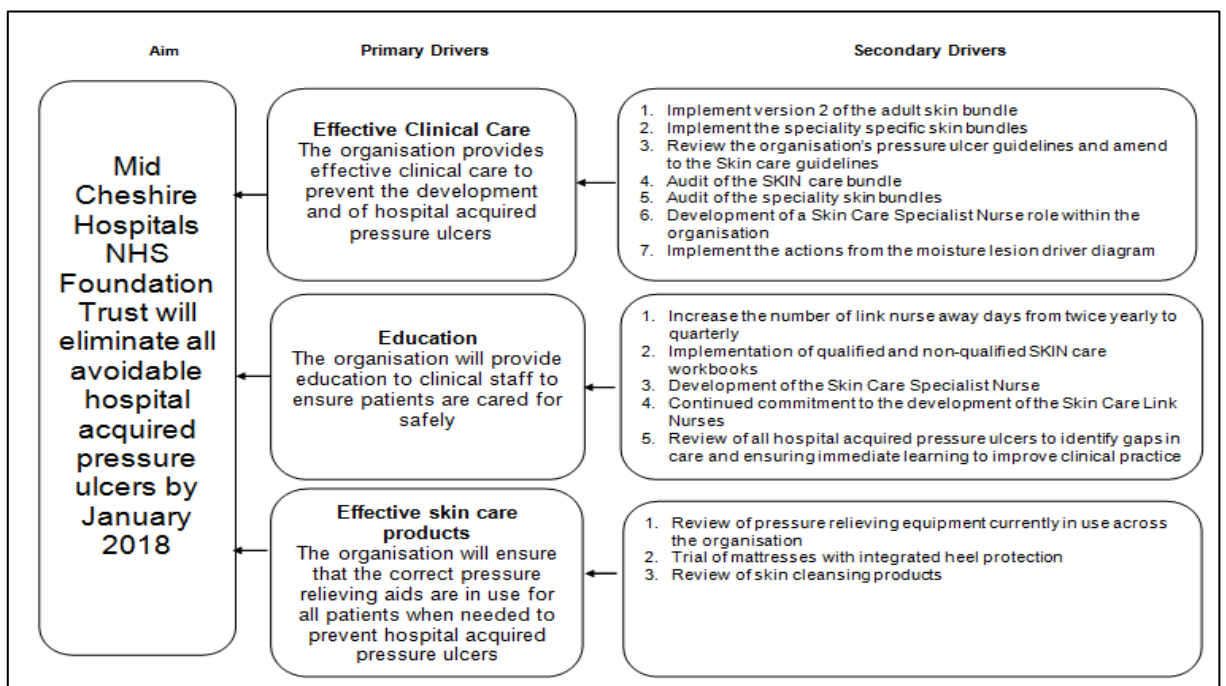 Aim
Primary Drivers
Secondary Drivers
Mid
Cheshire
Hospitals
NHS
Foundation
Trust will
eliminate all
avoidable
hospital
acquired
pressure
ulcers by
January
2018
Effective Clinical Care
The organisation provides
effective clinical care to
prevent the development
and of hospital acquired
pressure ulcers
1. Implement version 2 of the adult skin bundle
2. Implement the speciality specific skin bundles
3. Review the organisation's pressure ulcer guidelines and amend
to the Skin care guidelines
4. Audit of the SKIN care bundle
5. Audit of the speciality skin bundles
6. Development of a Skin Care Specialist Nurse role within the
organisation
7. Implement the actions from the moisture lesion driver diagram
Education
The organisation will provide
education to clinical staff to
ensure patients are cared for
safely
1. Increase the number of link nurse away days from twice yearly to
quarterly
2. Implementation of qualified and non-qualified SKIN care
workbooks
3. Development of the Skin Care Specialist Nurse
4. Continued commitment to the development of the Skin Care Link
Nurses
5. Review of all hospital acquired pressure ulcers to identify gaps in
care and ensuring immediate learning to improve clinical practice
Effective skin care
products
The organisation will ensure
that the correct pressure
relieving aids are in use for
all patients when needed to
prevent hospital acquired
pressure ulcers
1. Review of pressure relieving equipment currently in use across
the organisation
2. Trial of mattresses with integrated heel protection
3. Review of skin cleansing products